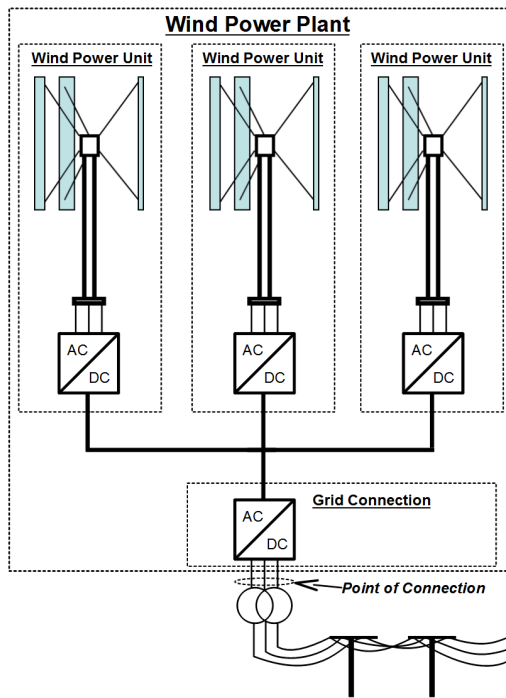 Wind Power Plant
Wind Power Unit
Wind Power Unit
Wind Power Unit
AC
DC
AC
DC
AC
DC
Grid Connection
AC
DC
Point of Connection